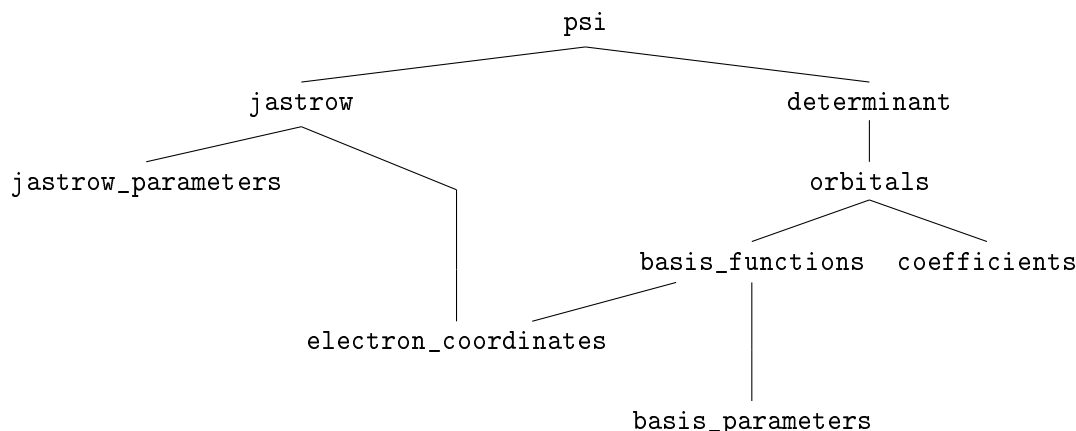 psi
jastrow determinant
jastrow_parameters orbitals
basis_functions coefficients
electron_coordinates
basis_parameters